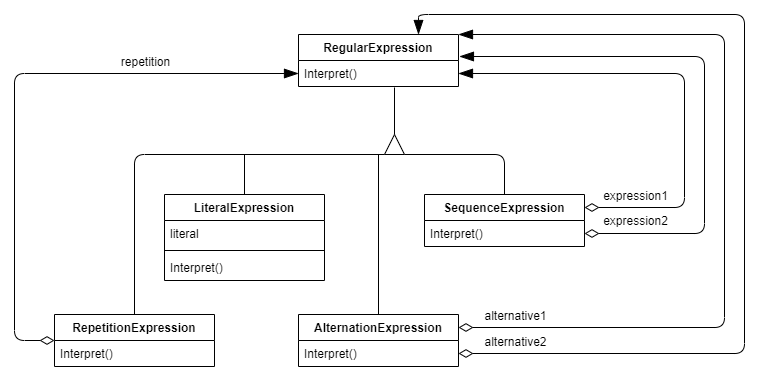 RegularExpression
repetition
Interpret()
LiteralExpression
literal
Interpret()
SequenceExpression
Interpret()
expression1
expression2
RepetitionExpression
Interpret()
AlternationExpression
Interpret()
alternative1
alternative2